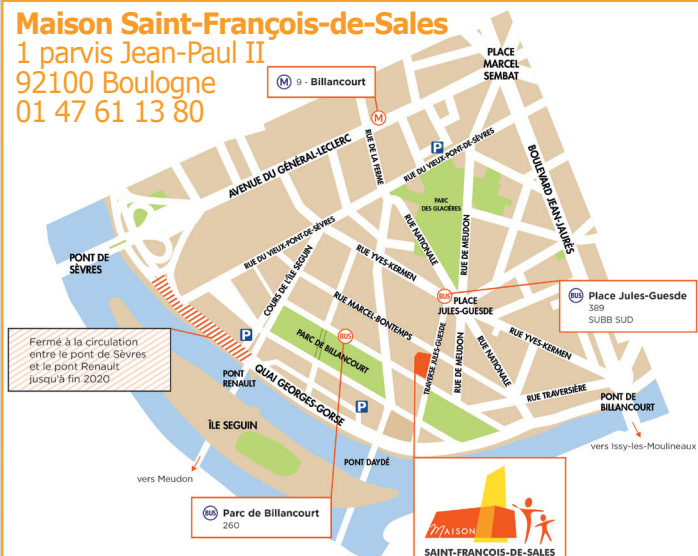 Maison Saint-François-de-Sales
1 parvis Jean-Paul II
92100 Boulogne
01 47 61 13 80
M 9 - Billancourt
PLACE
MARCEL
SEMBAT
M
P
AVENUE DU GÉNÉRAL-LECLERC
RUE DE LA FERME
RUE DU VIEUX-PONT-DE-SÈVRES
BOULEVARD JEAN-JAURÈS
PARC
DES GLACIÈRES
RUE NATIONALE
RUE DE MEUDON
PONT DE
SÈVRES
RUE DU VIEUX-PONT-DE-SÈVRES
COURS DE L'ÎLE SEGUIN
RUE YVES-KERMEN
BUS PLACE
JULES-GUESDE
BUS Place Jules-Guesde
389
SUBB SUD
RUE MARCEL-BONTEMPS
Fermé à la circulation
entre le pont de Sèvres
et le pont Renault
jusqu'à fin 2020
P
BUS
PARC DE BILLANCOURT
TRAVERSE JULES-GUESDE
RUE DE MEUDON
RUE NATIONALE
RUE YVES-KERMEN
PONT
RENAULT
QUAI GEORGES-GORSE
P
RUE TRAVERSIÈRE
PONT DE
BILLANCOURT
ÎLE SEGUIN
vers Issy-les-Moulineaux
PONT DAYDÉ
vers Meudon
BUS Parc de Billancourt
260
MAISON
SAINT-FRANÇOIS-DE-SALES